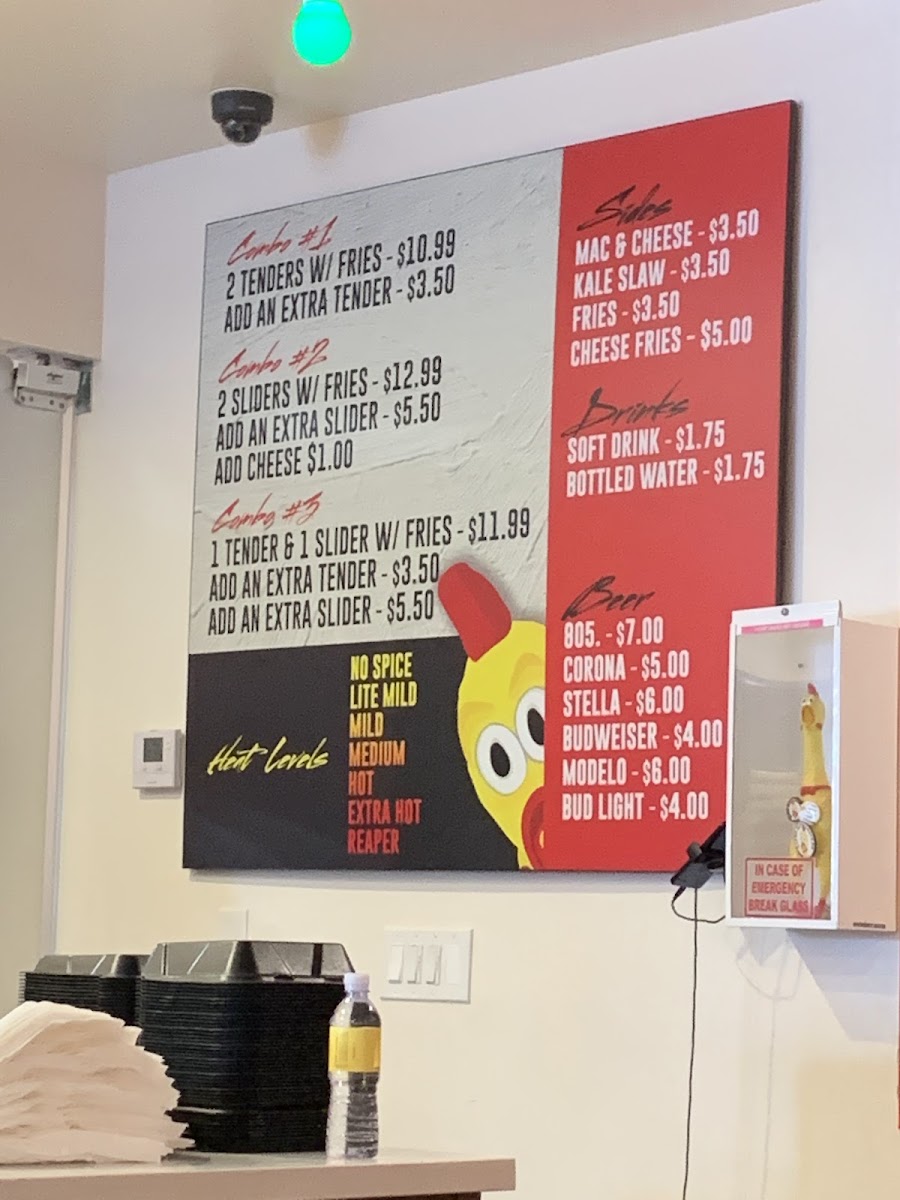 Combo #1
2 TENDERS W/ FRIES - $10.99
ADD AN EXTRA TENDER - $3.50
Combo #2
2 SLIDERS W/ FRIES - $12.99
ADD AN EXTRA SLIDER - $5.50
ADD CHEESE $1.00
Combo #3
1 TENDER & 1 SLIDER W/ FRIES - $11.99
ADD AN EXTRA TENDER - $3.50
ADD AN EXTRA SLIDER - $5.50
Heat Levels
NO SPICE
LITE MILD
MILD
MEDIUM
HOT
EXTRA HOT
REAPER
Sides
MAC & CHEESE - $3.50
KALE SLAW - $3.50
FRIES - $3.50
CHEESE FRIES - $5.00
Drinks
SOFT DRINK - $1.75
BOTTLED WATER - $1.75
Beer
805. - $7.00
CORONA - $5.00
STELLA - $6.00
BUDWEISER - $4.00
MODELO - $6.00
BUD LIGHT - $4.00
IN CASE OF
EMERGENCY
BREAK GLASS